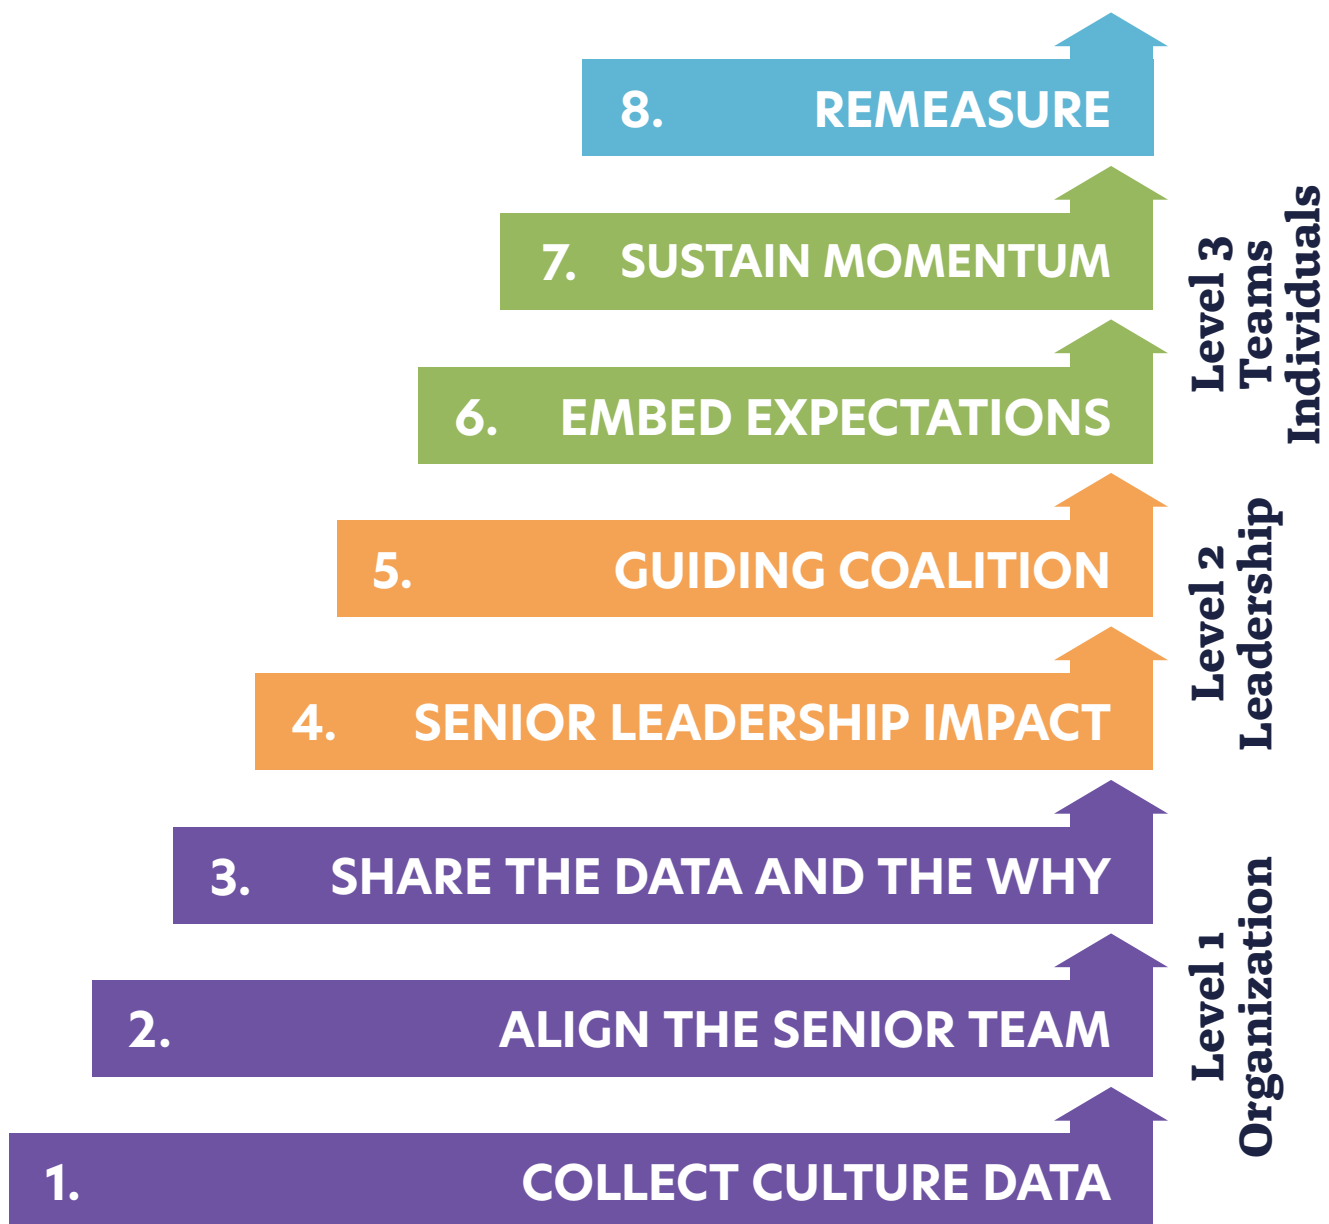 8. REMEASURE
7. SUSTAIN MOMENTUM
6. EMBED EXPECTATIONS
5. GUIDING COALITION
4. SENIOR LEADERSHIP IMPACT
3. SHARE THE DATA AND THE WHY
2. ALIGN THE SENIOR TEAM
1. COLLECT CULTURE DATA
Level 3
Teams
Individuals
Level 2
Leadership
Level 1
Organization